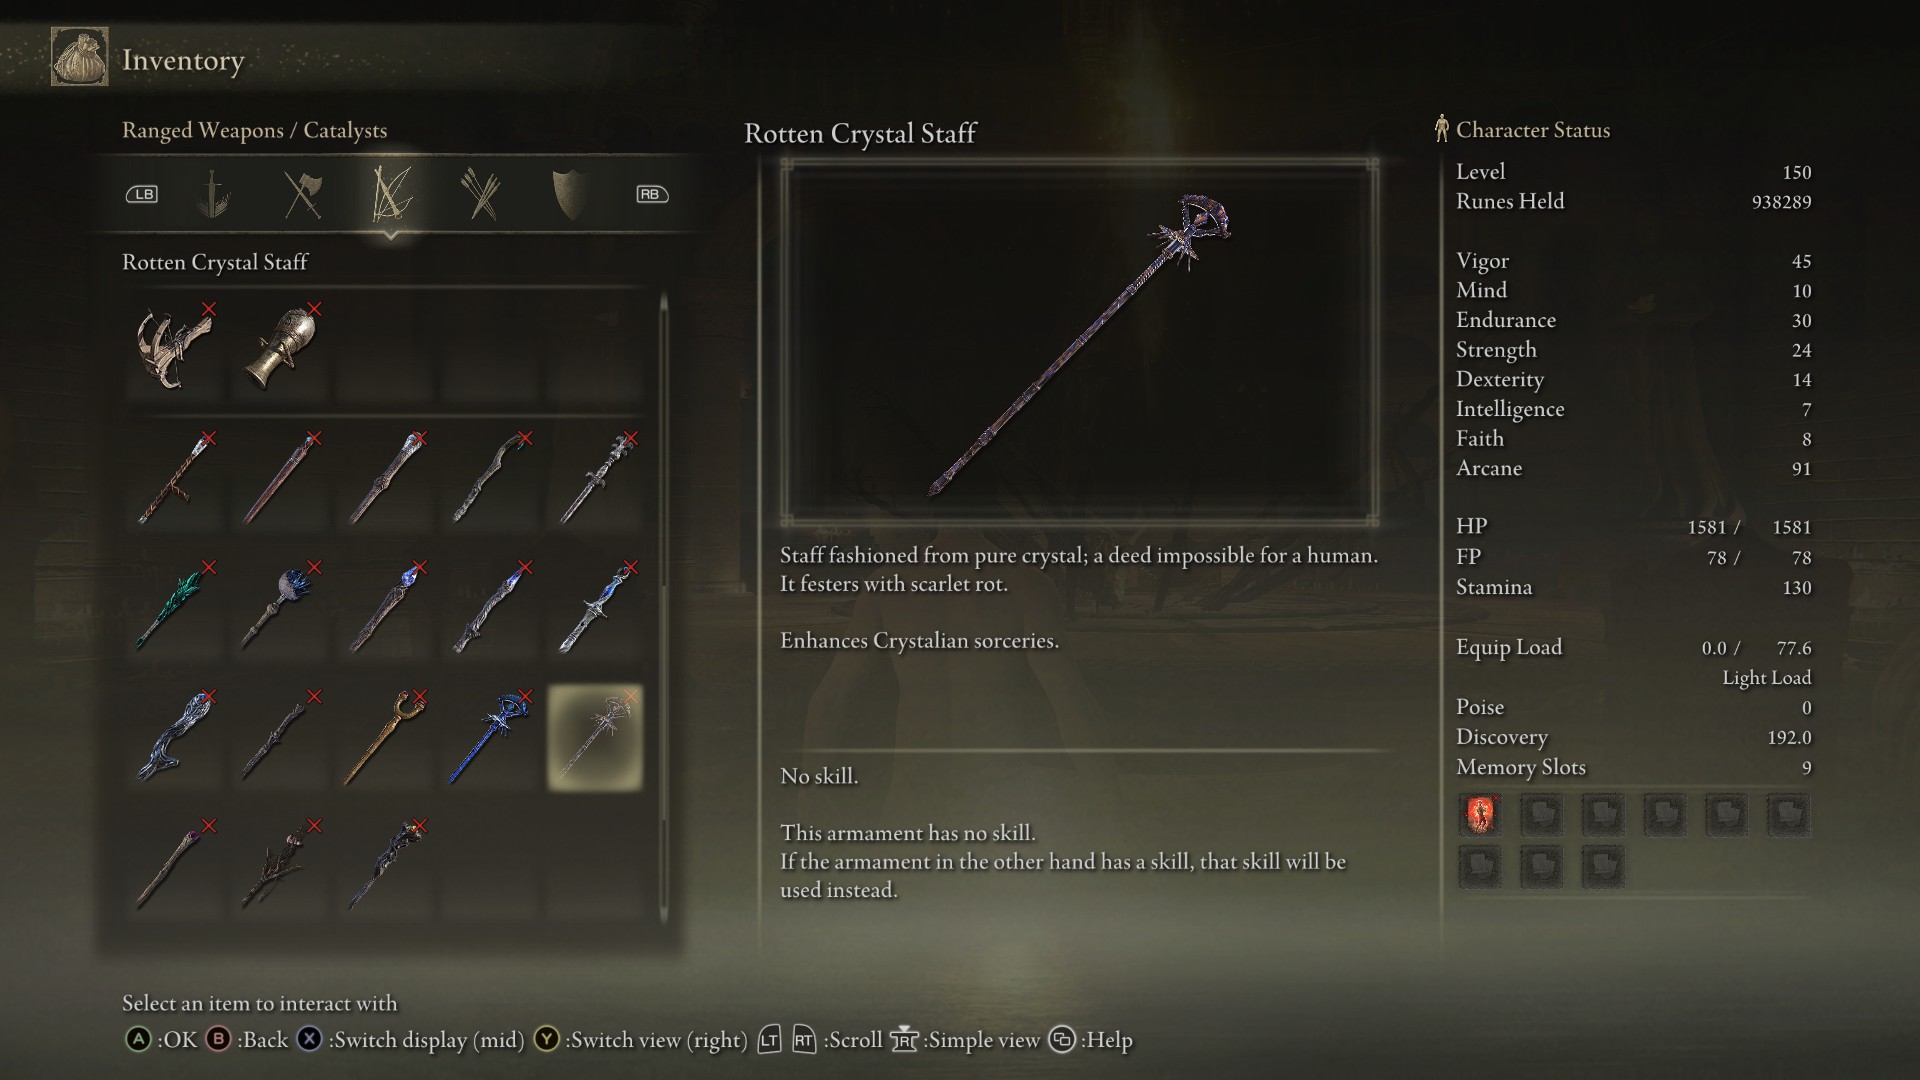 Inventory
Ranged Weapons / Catalysts
LB
RB
Rotten Crystal Staff
Rotten Crystal Staff
Staff fashioned from pure crystal; a deed impossible for a human.
It festers with scarlet rot.
Enhances Crystalian sorceries.
No skill.
This armament has no skill.
If the armament in the other hand has a skill, that skill will be
used instead.
Character Status
Level 150
Runes Held 938289
Vigor 45
Mind 10
Endurance 30
Strength 24
Dexterity 14
Intelligence 7
Faith 8
Arcane 91
HP 1581 / 1581
FP 78 / 78
Stamina 130
Equip Load 0.0 / 77.6
Light Load
Poise 0
Discovery 192.0
Memory Slots 9
Select an item to interact with
A :OK B :Back X :Switch display (mid) Y :Switch view (right) LT RT :Scroll R :Simple view :Help